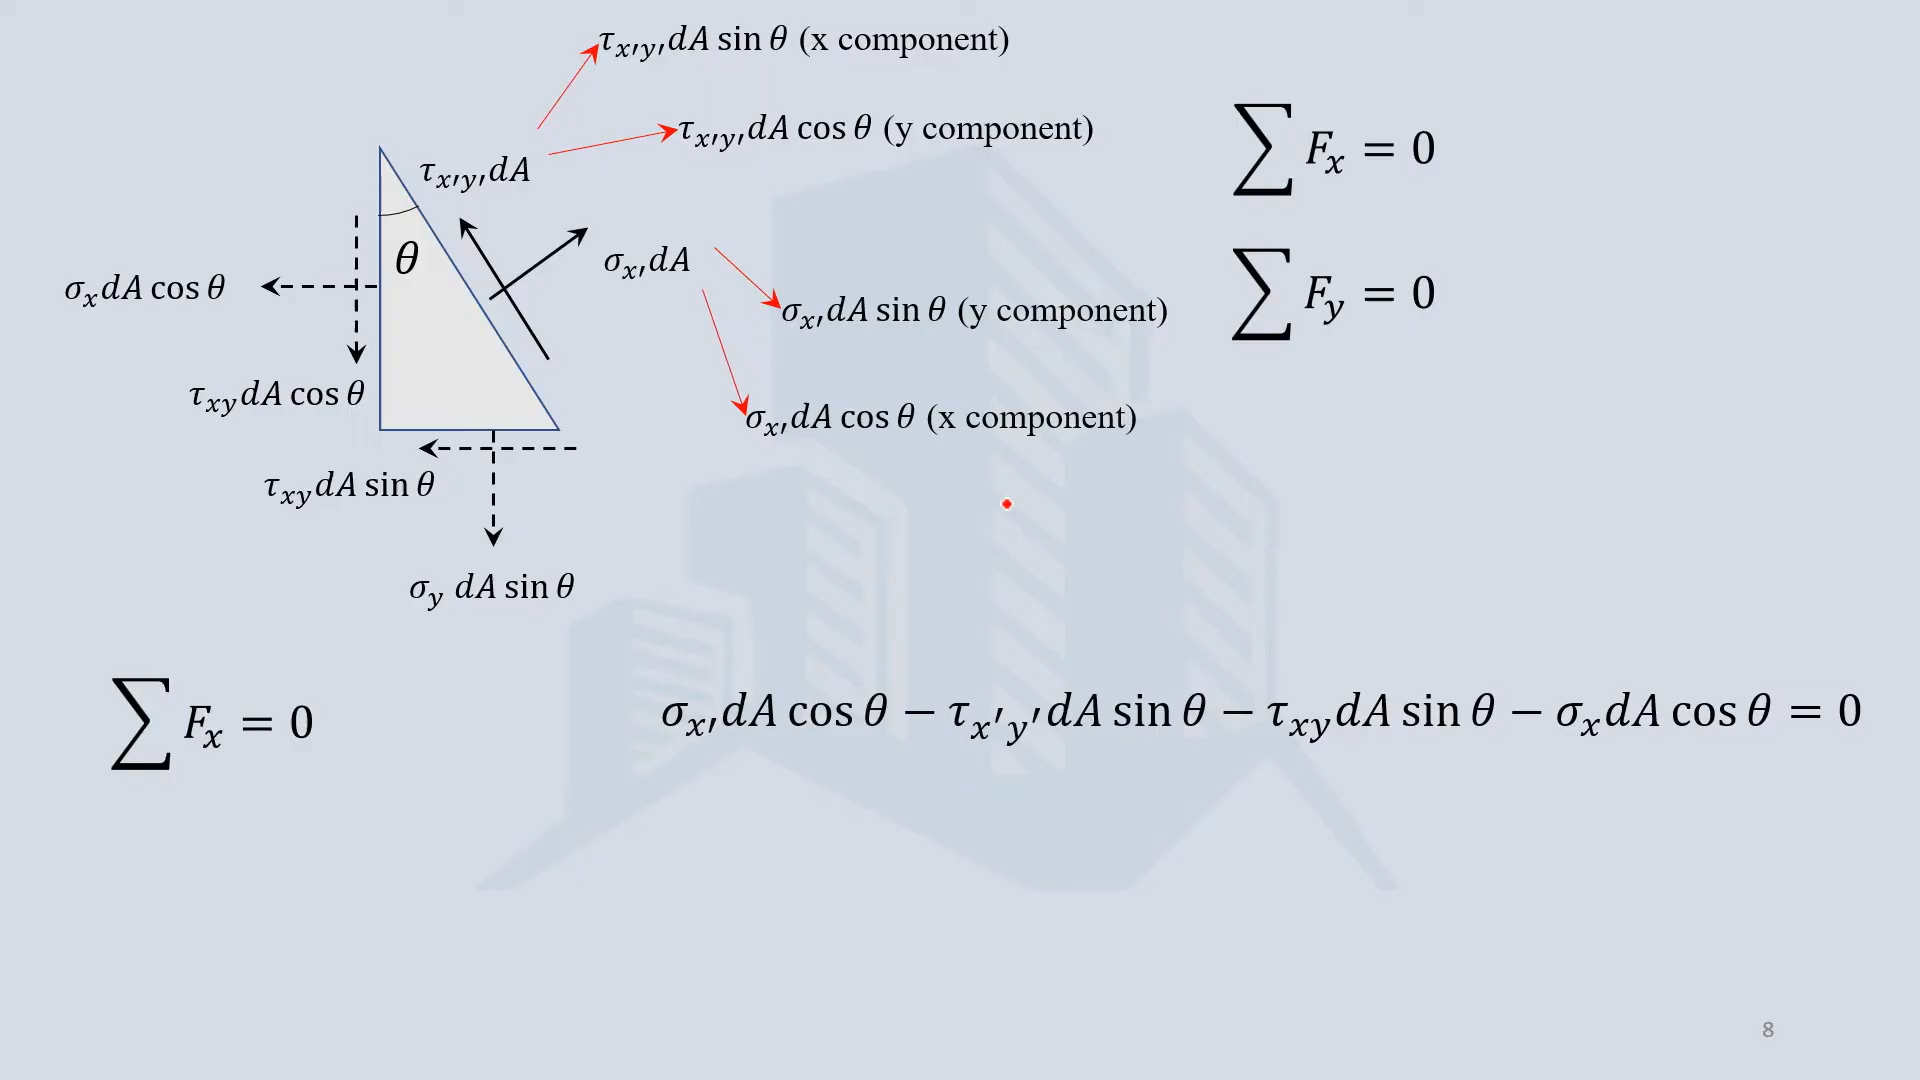 τx′y′dA sin θ (x component)
τx′y′dA cos θ (y component)
∑Fx = 0
τx′y′dA
θ
σx′dA
σxdA cos θ
σx′dA sin θ (y component)
∑Fy = 0
τxydA cos θ
σx′dA cos θ (x component)
τxydA sin θ
σy dA sin θ
∑Fx = 0
σx′dA cos θ − τx′y′dA sin θ − τxydA sin θ − σxdA cos θ = 0
8